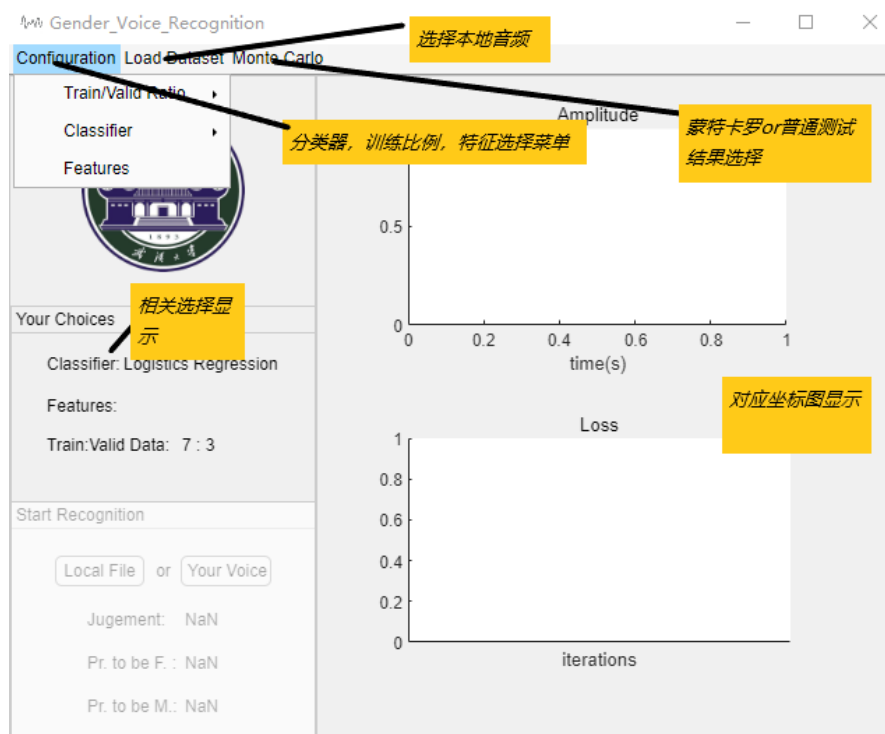 Gender_Voice_Recognition
选择本地音频
Configuration Load Dataset Monte Carlo
Train/Valid Ratio
Classifier
Features
分类器，训练比例，特征选择菜单
蒙特卡罗or普通测试
结果选择
1893
武汉大学
Amplitude
0.5
0
0 0.2 0.4 0.6 0.8 1
time(s)
Your Choices
相关选择显
示
Classifier: Logistics Regression
Features:
Train:Valid Data: 7 : 3
对应坐标图显示
Loss
1
0.8
0.6
0.4
0.2
0
iterations
Start Recognition
Local File or Your Voice
Jugement: NaN
Pr. to be F. : NaN
Pr. to be M.: NaN